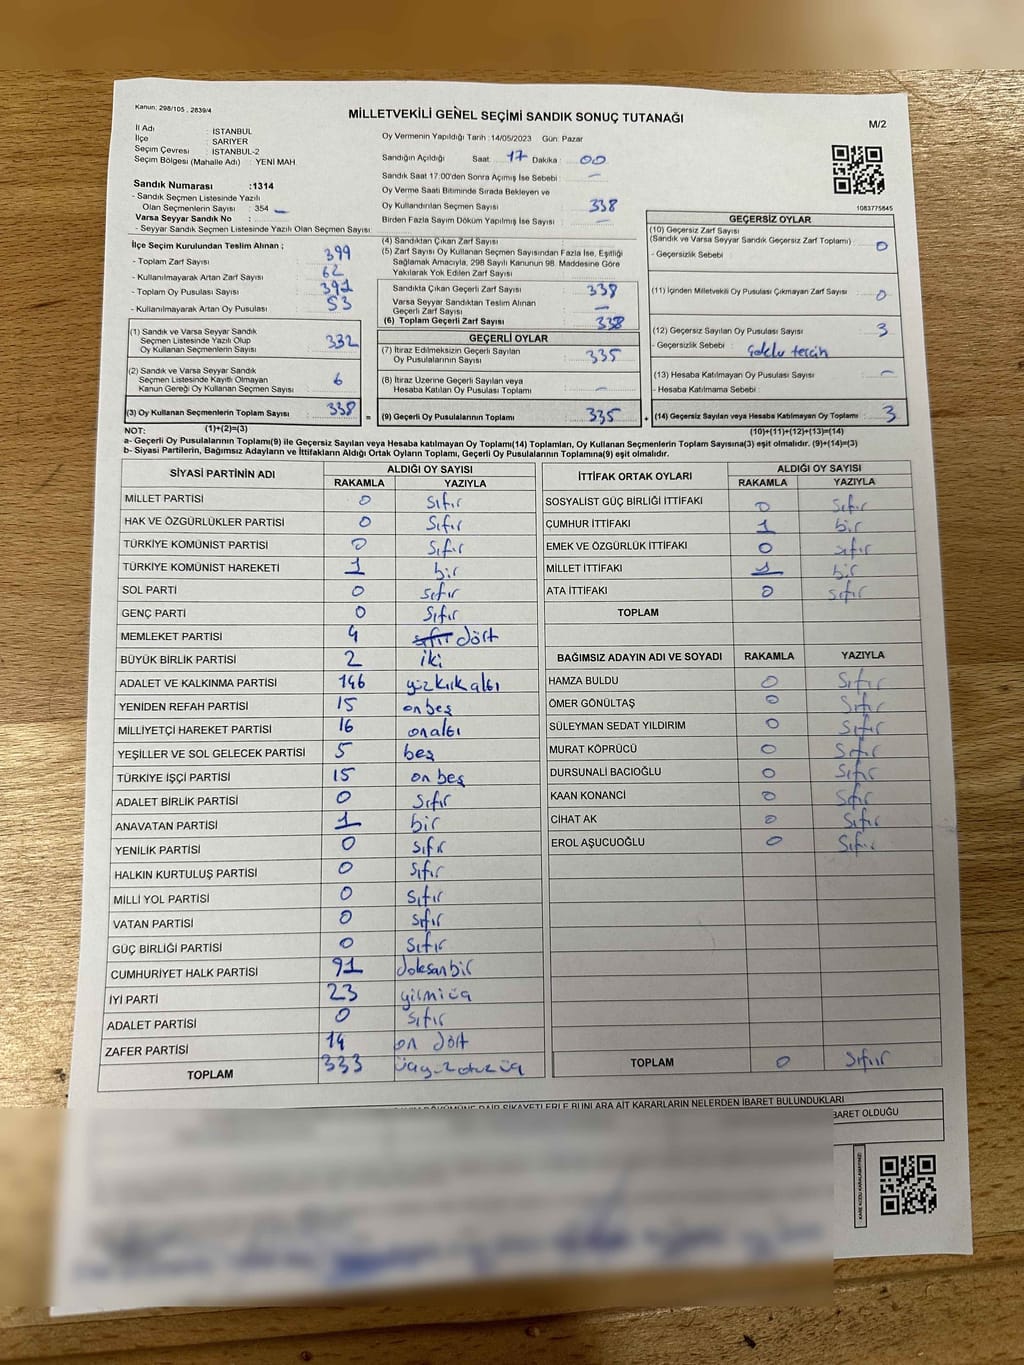 Kanun: 298/105 , 2839/4
MİLLETVEKİLİ GENEL SEÇİMİ SANDIK SONUÇ TUTANAĞI
M/2
İl Adı : ISTANBUL
İlçe : SARIYER
Seçim Çevresi : ISTANBUL-2
Seçim Bölgesi (Mahalle Adı) : YENİ MAH
Sandık Numarası :1314
- Sandık Seçmen Listesinde Yazılı
Olan Seçmenlerin Sayısı : 354 –
Varsa Seyyar Sandık No :
- Seyyar Sandık Seçmen Listesinde Yazılı Olan Seçmen Sayısı
Oy Vermenin Yapıldığı Tarih :14/05/2023 Gün: Pazar
Sandığın Açıldığı Saat 17 Dakika : 00
Sandık Saat 17:00'den Sonra Açılmış İse Sebebi : –
Oy Verme Saati Bitiminde Sırada Bekleyen ve
Oy Kullandırılan Seçmen Sayısı 338
Birden Fazla Sayım Döküm Yapılmış İse Sayısı –
1083775845
İlçe Seçim Kurulundan Teslim Alınan ;
- Toplam Zarf Sayısı 399
- Kullanılmayarak Artan Zarf Sayısı 62
- Toplam Oy Pusulası Sayısı 391
- Kullanılmayarak Artan Oy Pusulası 53
(1) Sandık ve Varsa Seyyar Sandık
Seçmen Listesinde Yazılı Olup
Oy Kullanan Seçmenlerin Sayısı 332
(2) Sandık ve Varsa Seyyar Sandık
Seçmen Listesinde Kayıtlı Olmayan
Kanun Gereği Oy Kullanan Seçmen Sayısı 6
(3) Oy Kullanan Seçmenlerin Toplam Sayısı 338 =
(1)+(2)=(3)
(4) Sandıktan Çıkan Zarf Sayısı
(5) Zarf Sayısı Oy Kullanan Seçmen Sayısından Fazla İse, Eşitliği
Sağlamak Amacıyla, 298 Sayılı Kanunun 98. Maddesine Göre
Yakılarak Yok Edilen Zarf Sayısı
Sandıkta Çıkan Geçerli Zarf Sayısı 338
Varsa Seyyar Sandıktan Teslim Alınan
Geçerli Zarf Sayısı –
(6) Toplam Geçerli Zarf Sayısı 338
GEÇERLİ OYLAR
(7) İtiraz Edilmeksizin Geçerli Sayılan
Oy Pusulalarının Sayısı 335
(8) İtiraz Üzerine Geçerli Sayılan veya
Hesaba Katılan Oy Pusulası Toplamı –
(9) Geçerli Oy Pusulalarının Toplamı 335 +
GEÇERSİZ OYLAR
(10) Geçersiz Zarf Sayısı
(Sandık ve Varsa Seyyar Sandık Geçersiz Zarf Toplamı) 0
- Geçersizlik Sebebi :
(11) İçinden Milletvekili Oy Pusulası Çıkmayan Zarf Sayısı 0
(12) Geçersiz Sayılan Oy Pusulası Sayısı 3
- Geçersizlik Sebebi : Çoklu tercih
(13) Hesaba Katılmayan Oy Pusulası Sayısı –
- Hesaba Katılmama Sebebi :
(14) Geçersiz Sayılan veya Hesaba Katılmayan Oy Toplamı 3
(10)+(11)+(12)+(13)=(14)
NOT:
a- Geçerli Oy Pusulalarının Toplamı(9) ile Geçersiz Sayılan veya Hesaba katılmayan Oy Toplamı(14) Toplamları, Oy Kullanan Seçmenlerin Toplam Sayısına(3) eşit olmalıdır. (9)+(14)=(3)
b- Siyasi Partilerin, Bağımsız Adayların ve İttifakların Aldığı Ortak Oyların Toplamı, Geçerli Oy Pusulalarının Toplamına(9) eşit olmalıdır.
SİYASİ PARTİNİN ADI ALDIĞI OY SAYISI
RAKAMLA YAZIYLA
MİLLET PARTİSİ 0 sıfır
HAK VE ÖZGÜRLÜKLER PARTİSİ 0 sıfır
TÜRKİYE KOMÜNİST PARTİSİ 0 sıfır
TÜRKİYE KOMÜNİST HAREKETİ 1 bir
SOL PARTİ 0 sıfır
GENÇ PARTİ 0 sıfır
MEMLEKET PARTİSİ 4 sıfır dört
BÜYÜK BİRLİK PARTİSİ 2 iki
ADALET VE KALKINMA PARTİSİ 146 yüzkırkaltı
YENİDEN REFAH PARTİSİ 15 onbeş
MİLLİYETÇİ HAREKET PARTİSİ 16 onaltı
YEŞİLLER VE SOL GELECEK PARTİSİ 5 beş
TÜRKİYE İŞÇİ PARTİSİ 15 on beş
ADALET BİRLİK PARTİSİ 0 sıfır
ANAVATAN PARTİSİ 1 bir
YENİLİK PARTİSİ 0 sıfır
HALKIN KURTULUŞ PARTİSİ 0 sıfır
MİLLİ YOL PARTİSİ 0 sıfır
VATAN PARTİSİ 0 sıfır
GÜÇ BİRLİĞİ PARTİSİ 0 sıfır
CUMHURİYET HALK PARTİSİ 91 doksanbir
İYİ PARTİ 23 yirmiüç
ADALET PARTİSİ 0 sıfır
ZAFER PARTİSİ 14 on dört
TOPLAM 333 üçyüzotuzüç
İTTİFAK ORTAK OYLARI ALDIĞI OY SAYISI
RAKAMLA YAZIYLA
SOSYALİST GÜÇ BİRLİĞİ İTTİFAKI 0 sıfır
CUMHUR İTTİFAKI 1 bir
EMEK VE ÖZGÜRLÜK İTTİFAKI 0 sıfır
MİLLET İTTİFAKI 1 bir
ATA İTTİFAKI 0 sıfır
TOPLAM
BAĞIMSIZ ADAYIN ADI VE SOYADI RAKAMLA YAZIYLA
HAMZA BULDU 0 sıfır
ÖMER GÖNÜLTAŞ 0 sıfır
SÜLEYMAN SEDAT YILDIRIM 0 sıfır
MURAT KÖPRÜCÜ 0 sıfır
DURSUNALİ BACIOĞLU 0 sıfır
KAAN KONANCİ 0 sıfır
CİHAT AK 0 sıfır
EROL AŞUCUOĞLU 0 sıfır
TOPLAM 0 sıfır
DÖKÜMÜNE DAİR ŞİKAYETLERLE BUNLARA AİT KARARLARIN NELERDEN İBARET BULUNDUKLARI
İBARET OLDUĞU